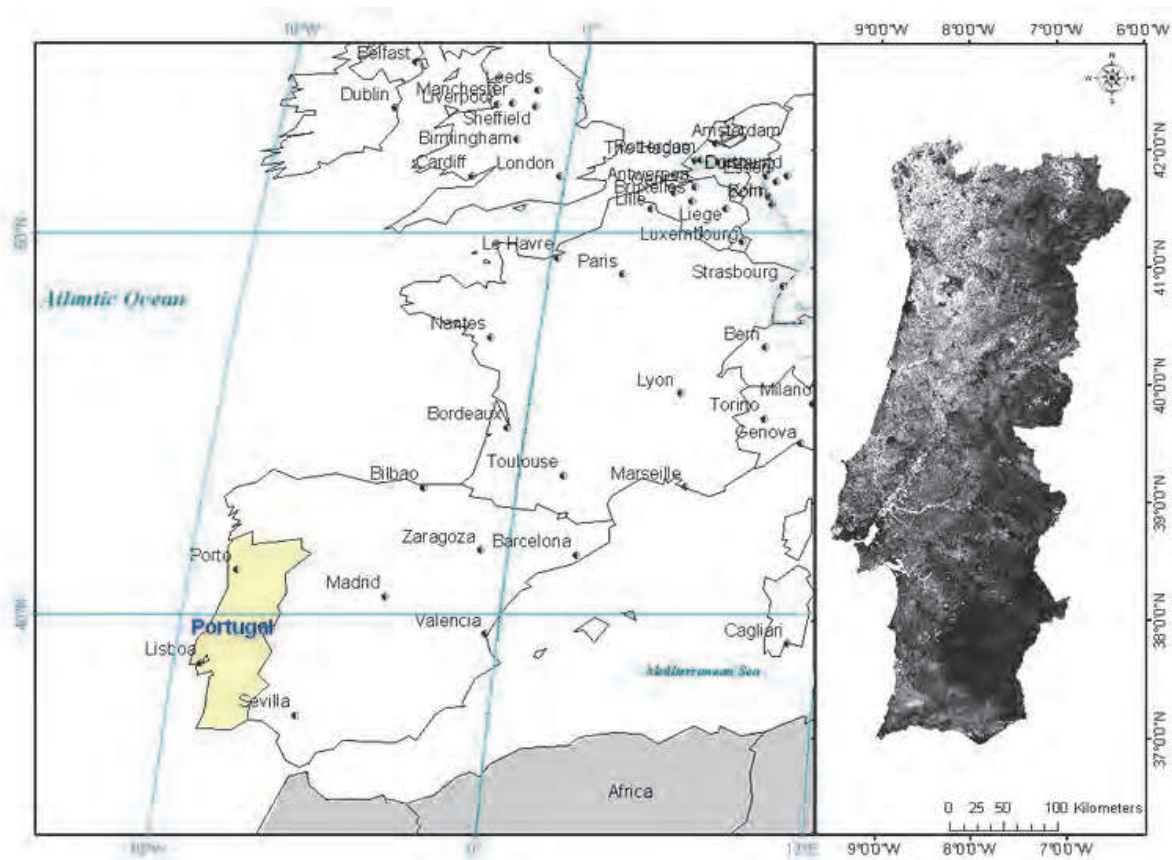 10°W
0°
Belfast
Leeds
Manchester
Liverpool
Dublin
Sheffield
Birmingham
Cardiff
London
Amsterdam
Rotterdam
Dortmund
Antwerpen
Bruxelles
Lille
Liege
Luxembourg
50°N
Le Havre
Paris
Strasbourg
Atlantic Ocean
Nantes
Bern
Lyon
Milano
Torino
Bordeaux
Genova
Toulouse
Marseille
Bilbao
Zaragoza
Barcelona
Porto
Madrid
40°N
Portugal
Valencia
Cagliari
Lisboa
Mediterranean Sea
Sevilla
Africa
10°W
0°
9°0'0"W
8°0'0"W
7°0'0"W
6°0'0"W
N
W
E
S
42°0'0"N
41°0'0"N
40°0'0"N
39°0'0"N
38°0'0"N
37°0'0"N
0 25 50 100 Kilometers
9°0'0"W
8°0'0"W
7°0'0"W